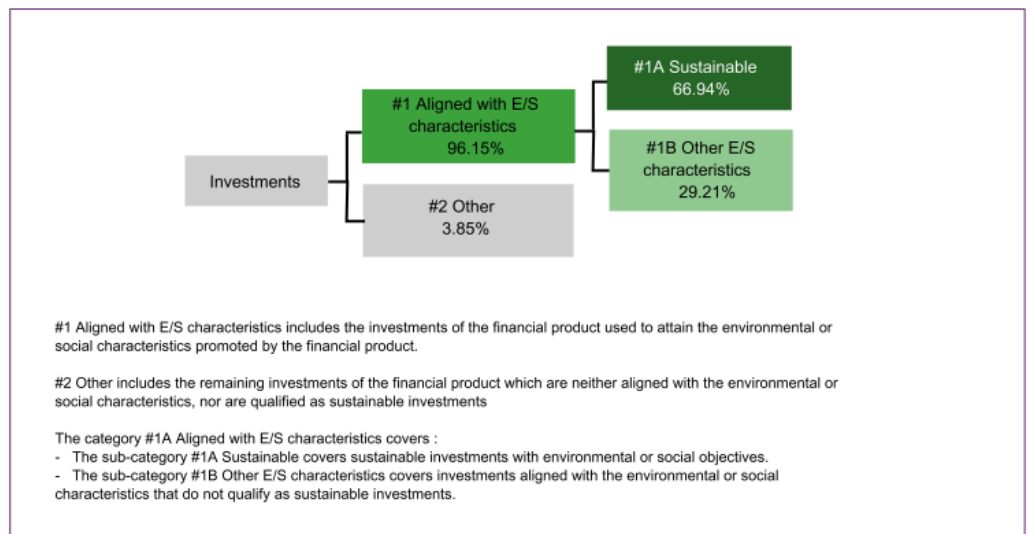 #1A Sustainable
66.94%
#1 Aligned with E/S
characteristics
96.15%
#1B Other E/S
characteristics
29.21%
Investments
#2 Other
3.85%
#1 Aligned with E/S characteristics includes the investments of the financial product used to attain the environmental or
social characteristics promoted by the financial product.
#2 Other includes the remaining investments of the financial product which are neither aligned with the environmental or
social characteristics, nor are qualified as sustainable investments
The category #1A Aligned with E/S characteristics covers :
- The sub-category #1A Sustainable covers sustainable investments with environmental or social objectives.
- The sub-category #1B Other E/S characteristics covers investments aligned with the environmental or social
characteristics that do not qualify as sustainable investments.